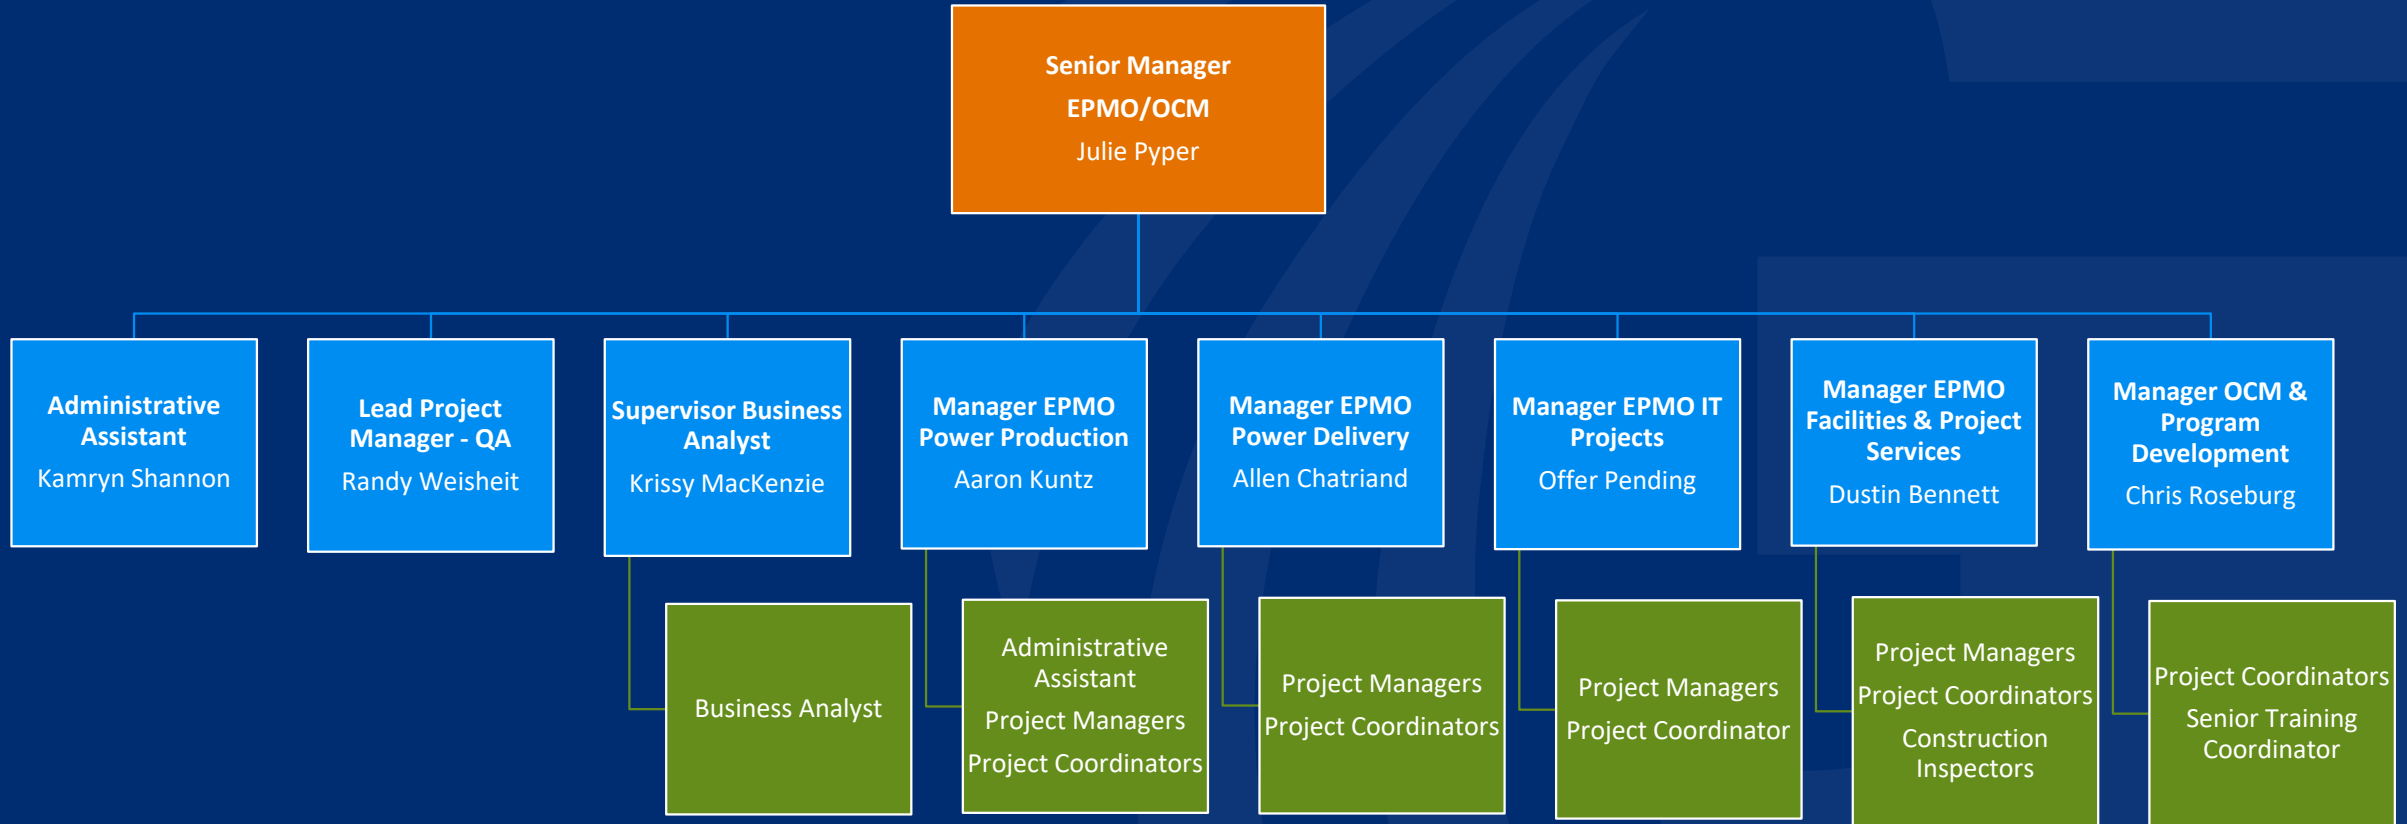 Senior Manager
EPMO/OCM
Julie Pyper
Administrative
Assistant
Kamryn Shannon
Lead Project
Manager - QA
Randy Weisheit
Supervisor Business
Analyst
Krissy MacKenzie
Manager EPMO
Power Production
Aaron Kuntz
Manager EPMO
Power Delivery
Allen Chatriand
Manager EPMO IT
Projects
Offer Pending
Manager EPMO
Facilities & Project
Services
Dustin Bennett
Manager OCM &
Program
Development
Chris Roseburg
Business Analyst
Administrative
Assistant
Project Managers
Project Coordinators
Project Managers
Project Coordinators
Project Managers
Project Coordinator
Project Managers
Project Coordinators
Construction
Inspectors
Project Coordinators
Senior Training
Coordinator